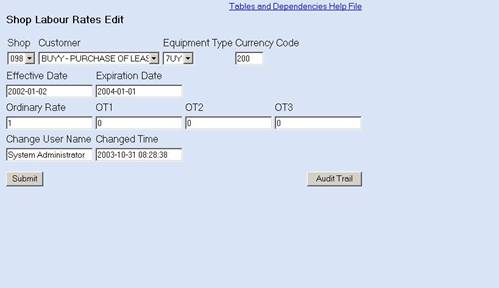 Tables and Dependencies Help File
Shop Labour Rates Edit
Shop Customer Equipment Type Currency Code
098 BUYY - PURCHASE OF LEAS 7UY 200
Effective Date Expiration Date
2002-01-02 2004-01-01
Ordinary Rate OT1 OT2 OT3
1 0 0 0
Change User Name Changed Time
System Administrator 2003-10-31 08:28:38
Submit Audit Trail